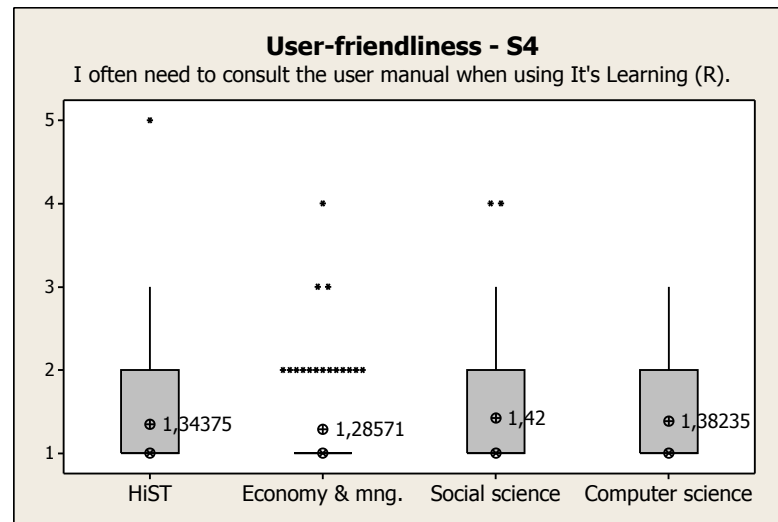 User-friendliness - S4
I often need to consult the user manual when using It's Learning (R).
5
4
3
2
1
1,34375
1,28571
1,42
1,38235
HiST
Economy & mng.
Social science
Computer science